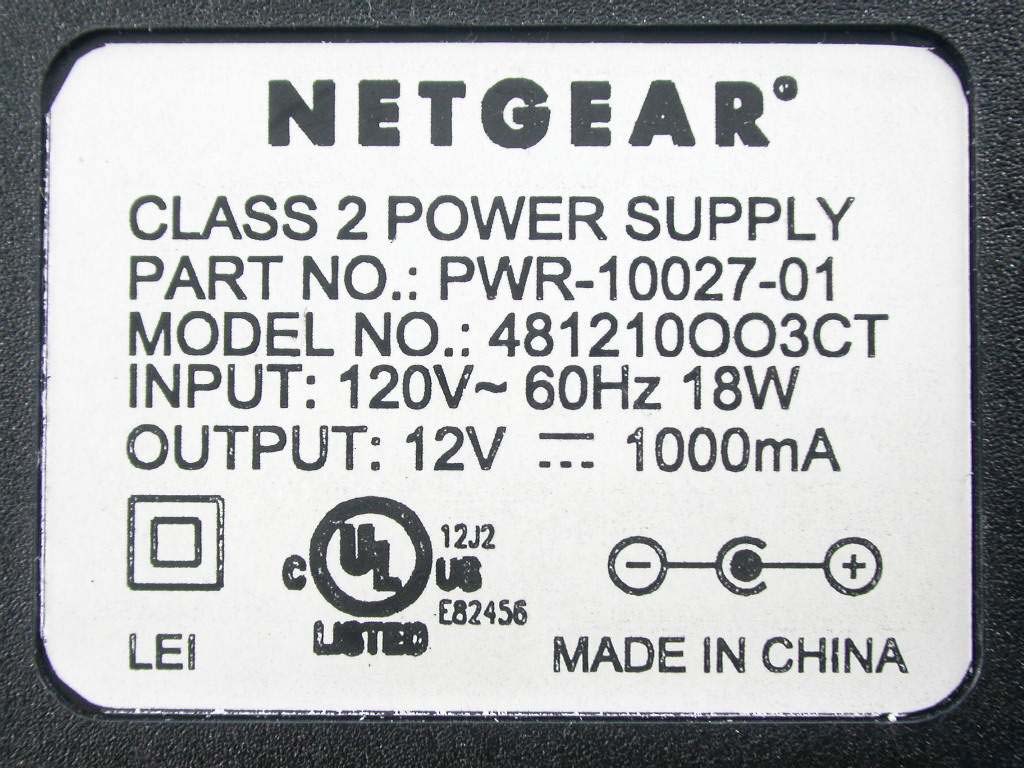 NETGEAR®
CLASS 2 POWER SUPPLY
PART NO.: PWR-10027-01
MODEL NO.: 481210OO3CT
INPUT: 120V~ 60Hz 18W
OUTPUT: 12V ⎓ 1000mA
12J2
C UL US
E82456
LISTED
− +
LEI
MADE IN CHINA